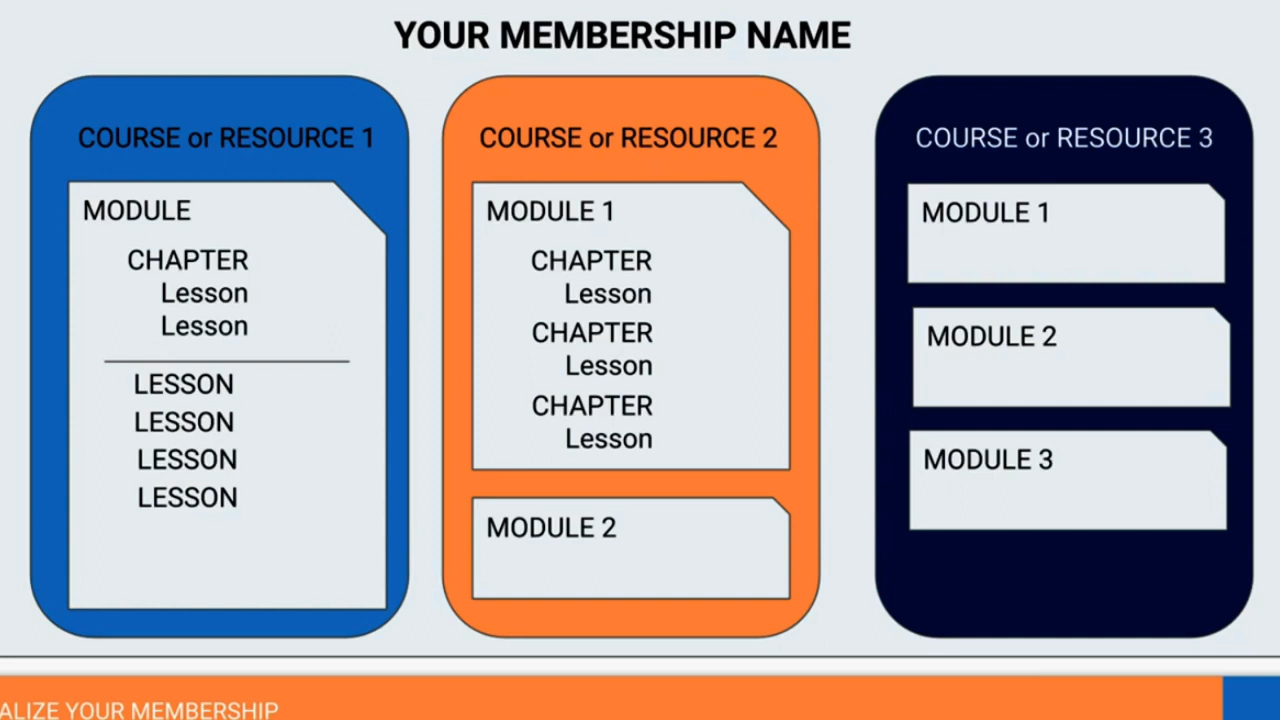 YOUR MEMBERSHIP NAME
COURSE or RESOURCE 1
MODULE
CHAPTER
Lesson
Lesson
LESSON
LESSON
LESSON
LESSON
COURSE or RESOURCE 2
MODULE 1
CHAPTER
Lesson
CHAPTER
Lesson
CHAPTER
Lesson
MODULE 2
COURSE or RESOURCE 3
MODULE 1
MODULE 2
MODULE 3
ALIZE YOUR MEMBERSHIP